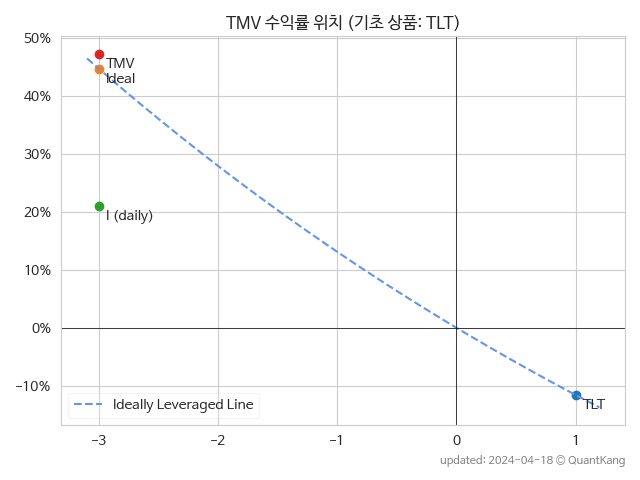 TMV 수익률 위치 (기초 상품: TLT)
50%
40%
30%
20%
10%
0%
-10%
TMV
Ideal
I (daily)
TLT
Ideally Leveraged Line
-3
-2
-1
0
1
updated: 2024-04-18 © QuantKang